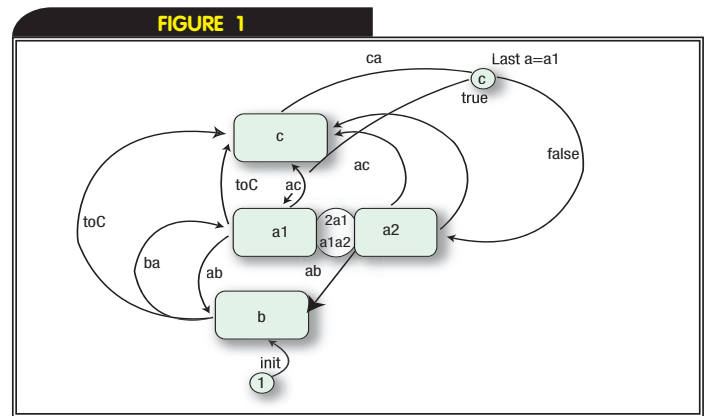 FIGURE 1
ca
Last a=a1
c
true
c
false
ac
toC
ac
toC
2a1
a1
a2
a1a2
ba
ab
ab
b
init
1